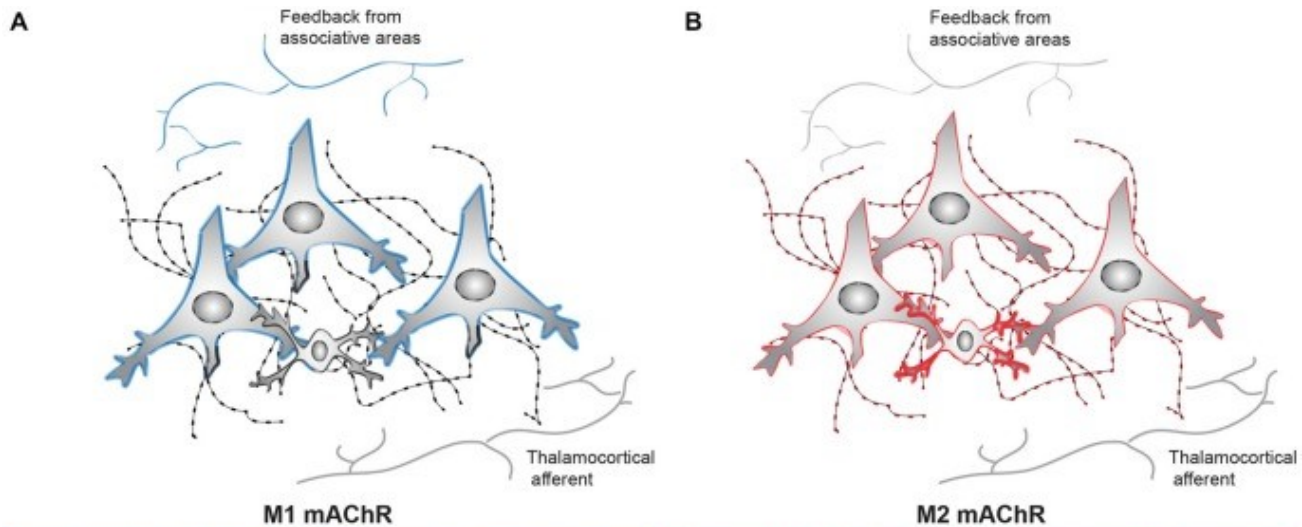 A
Feedback from
associative areas
Thalamocortical
afferent
M1 mAChR
B
Feedback from
associative areas
Thalamocortical
afferent
M2 mAChR